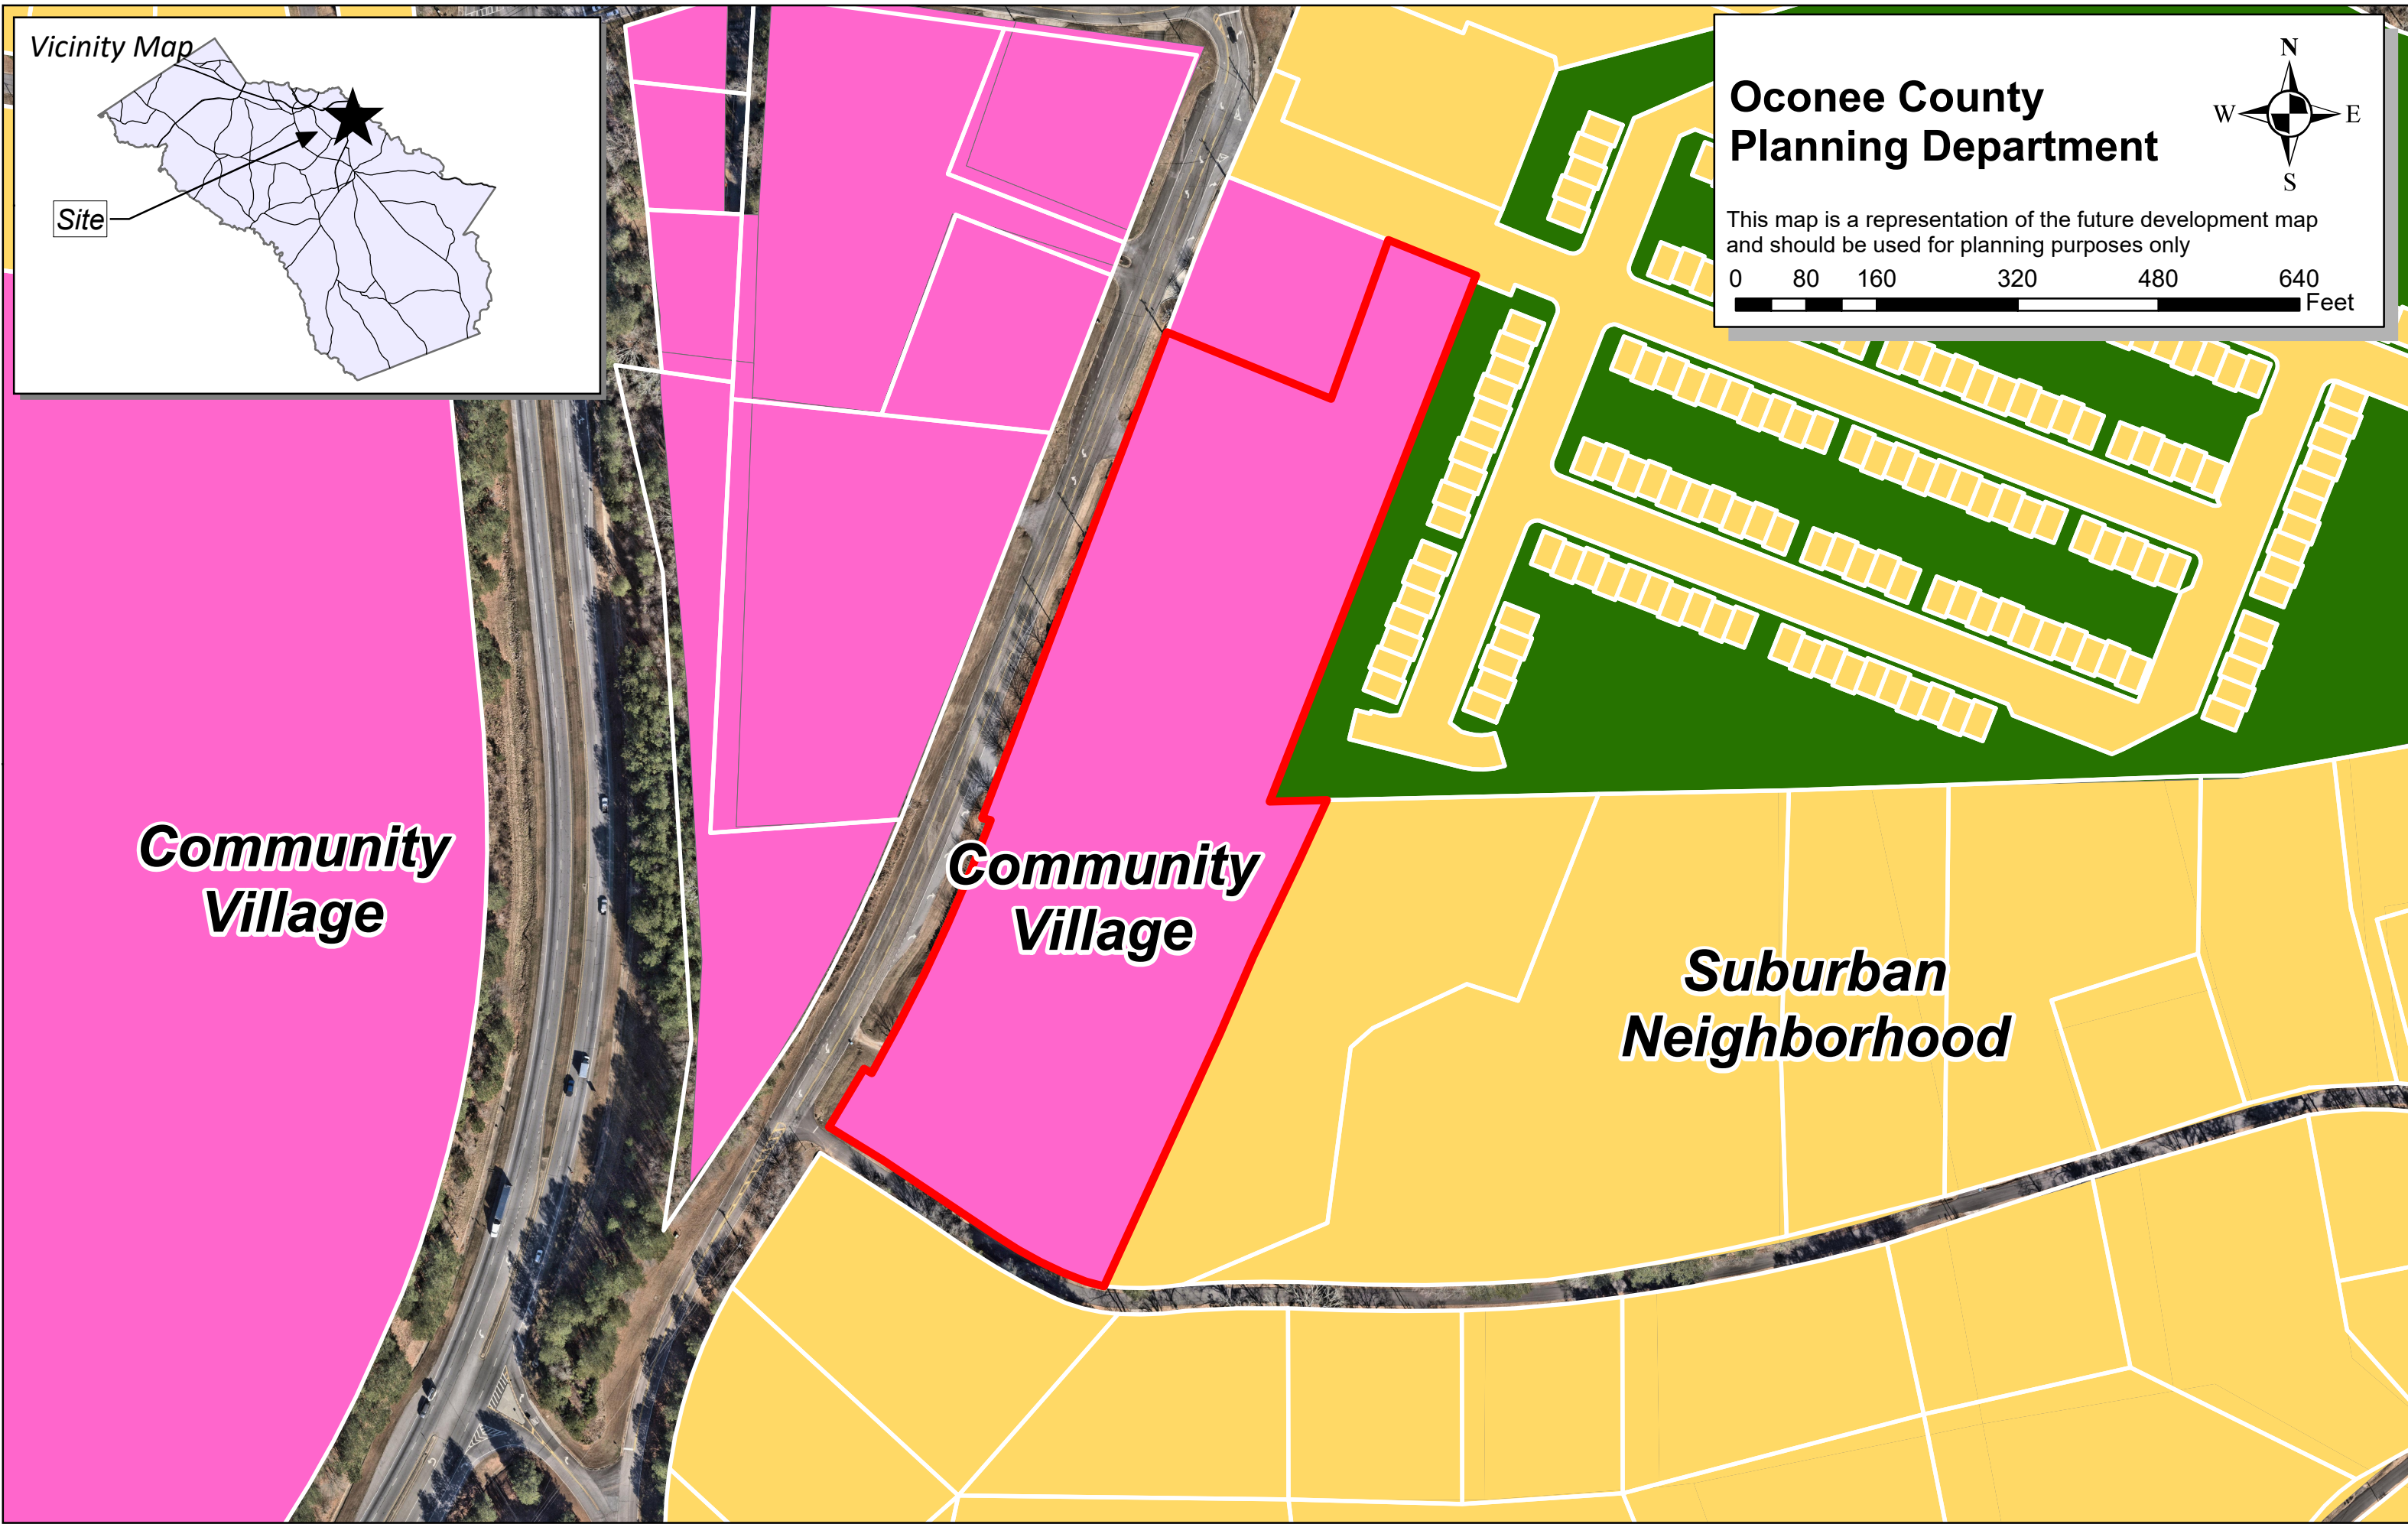 Vicinity Map
Site
Oconee County
Planning Department
N
W
E
S
This map is a representation of the future development map
and should be used for planning purposes only
0 80 160 320 480 640
Feet
Community
Village
Community
Village
Suburban
Neighborhood